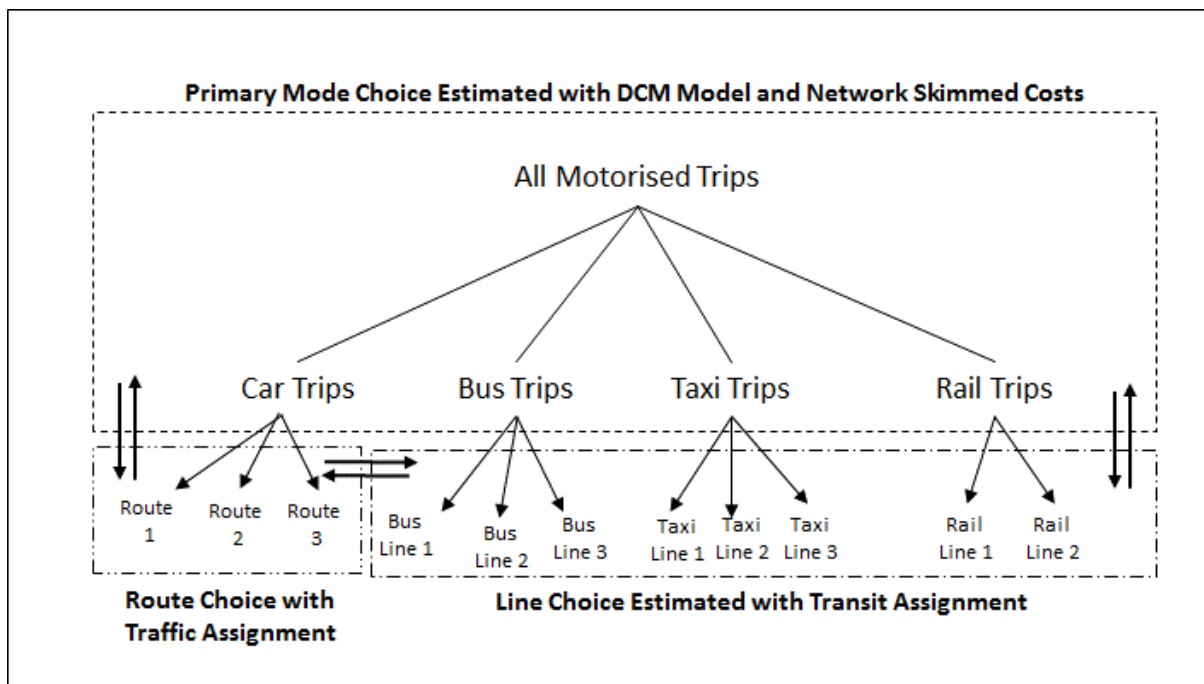 Primary Mode Choice Estimated with DCM Model and Network Skimmed Costs
All Motorised Trips
Car Trips
Bus Trips
Taxi Trips
Rail Trips
Route
1
Route
2
Route
3
Bus
Line 1
Bus
Line 2
Bus
Line 3
Taxi
Line 1
Taxi
Line 2
Taxi
Line 3
Rail
Line 1
Rail
Line 2
Route Choice with
Traffic Assignment
Line Choice Estimated with Transit Assignment